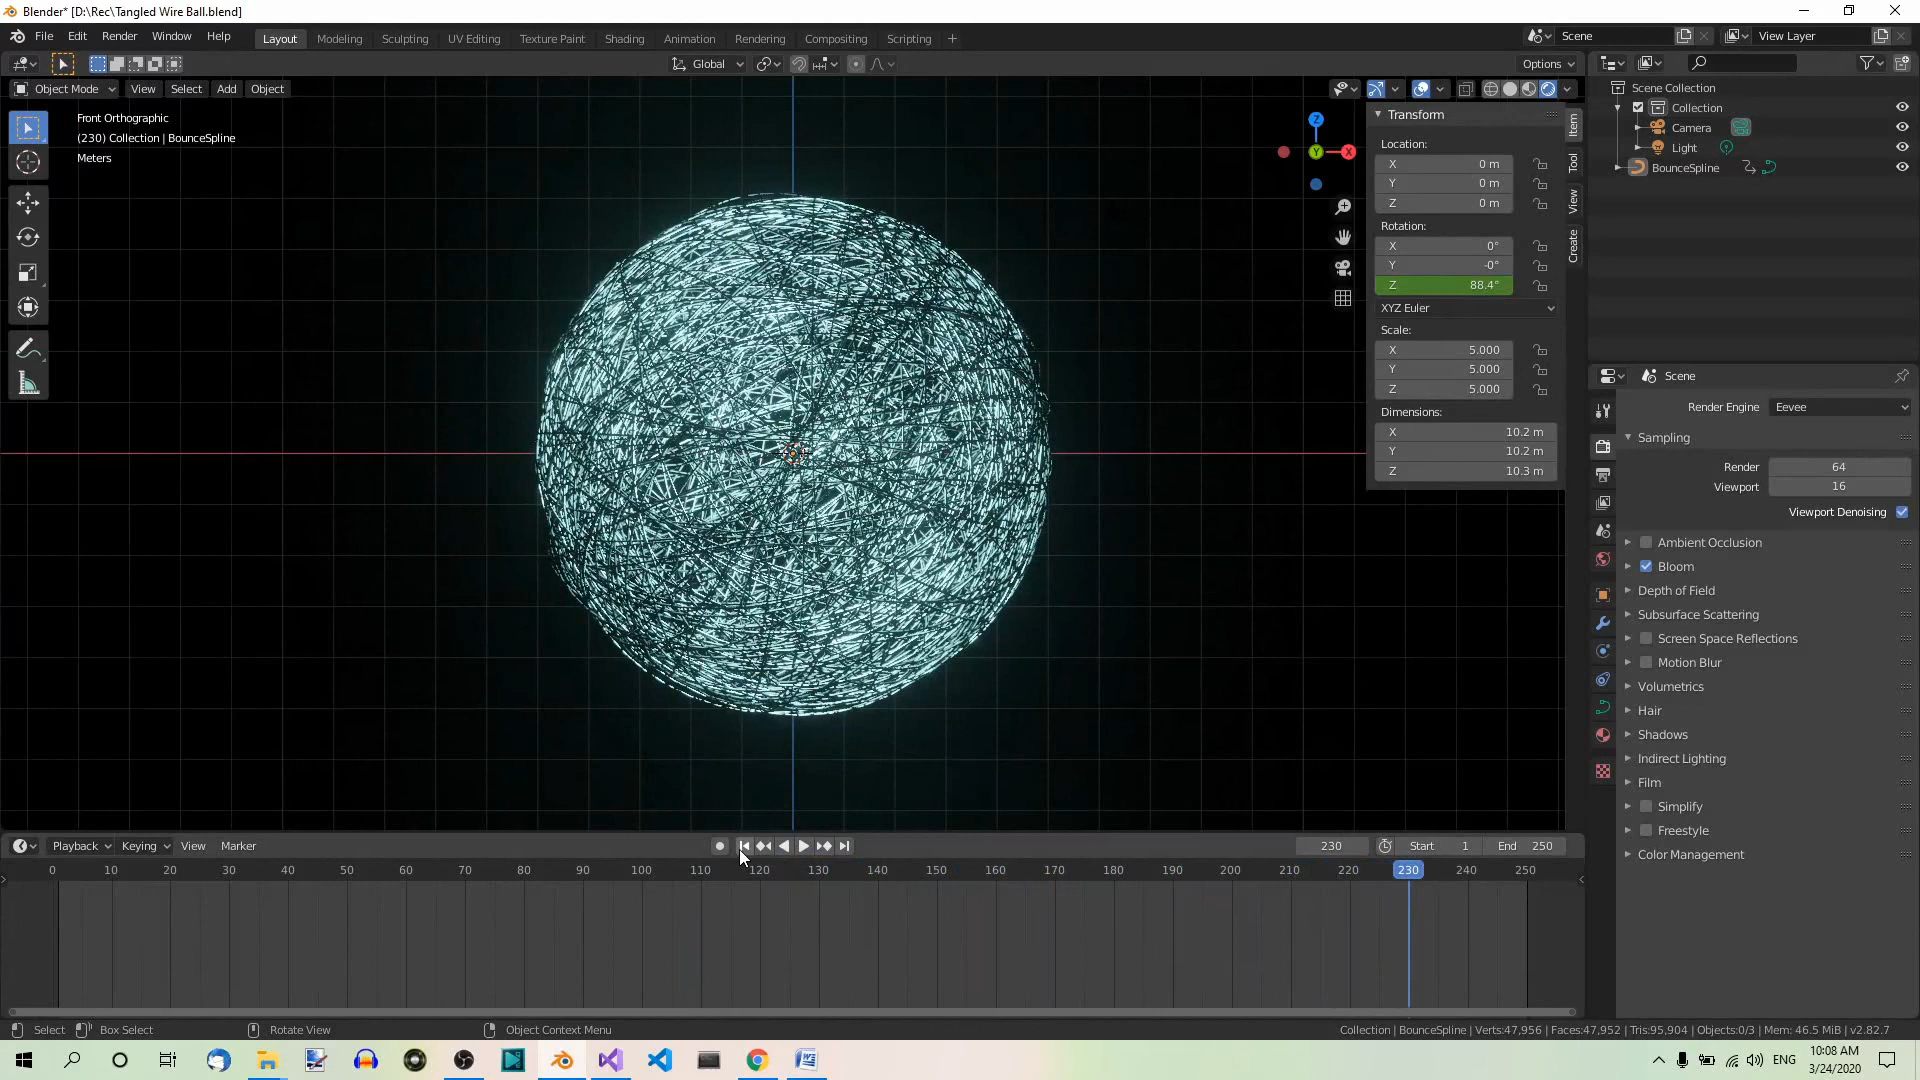 Blender* [D:\Rec\Tangled Wire Ball.blend]
File Edit Render Window Help
Layout Modeling Sculpting UV Editing Texture Paint Shading Animation Rendering Compositing Scripting
Scene
View Layer
Global
Options
Object Mode View Select Add Object
Front Orthographic
(230) Collection | BounceSpline
Meters
Z
Y
X
Transform
Location:
X 0 m
Y 0 m
Z 0 m
Rotation:
X 0°
Y -0°
Z 88.4°
XYZ Euler
Scale:
X 5.000
Y 5.000
Z 5.000
Dimensions:
X 10.2 m
Y 10.2 m
Z 10.3 m
Item
Tool
View
Create
Scene Collection
Collection
Camera
Light
BounceSpline
Scene
Render Engine Eevee
Sampling
Render 64
Viewport 16
Viewport Denoising
Ambient Occlusion
Bloom
Depth of Field
Subsurface Scattering
Screen Space Reflections
Motion Blur
Volumetrics
Hair
Shadows
Indirect Lighting
Film
Simplify
Freestyle
Color Management
Playback Keying View Marker
230 Start 1 End 250
0 10 20 30 40 50 60 70 80 90 100 110 120 130 140 150 160 170 180 190 200 210 220 230 240 250
Select Box Select Rotate View Object Context Menu
Collection | BounceSpline | Verts:47,956 | Faces:47,952 | Tris:95,904 | Objects:0/3 | Mem: 46.5 MiB | v2.82.7
ENG
10:08 AM
3/24/2020